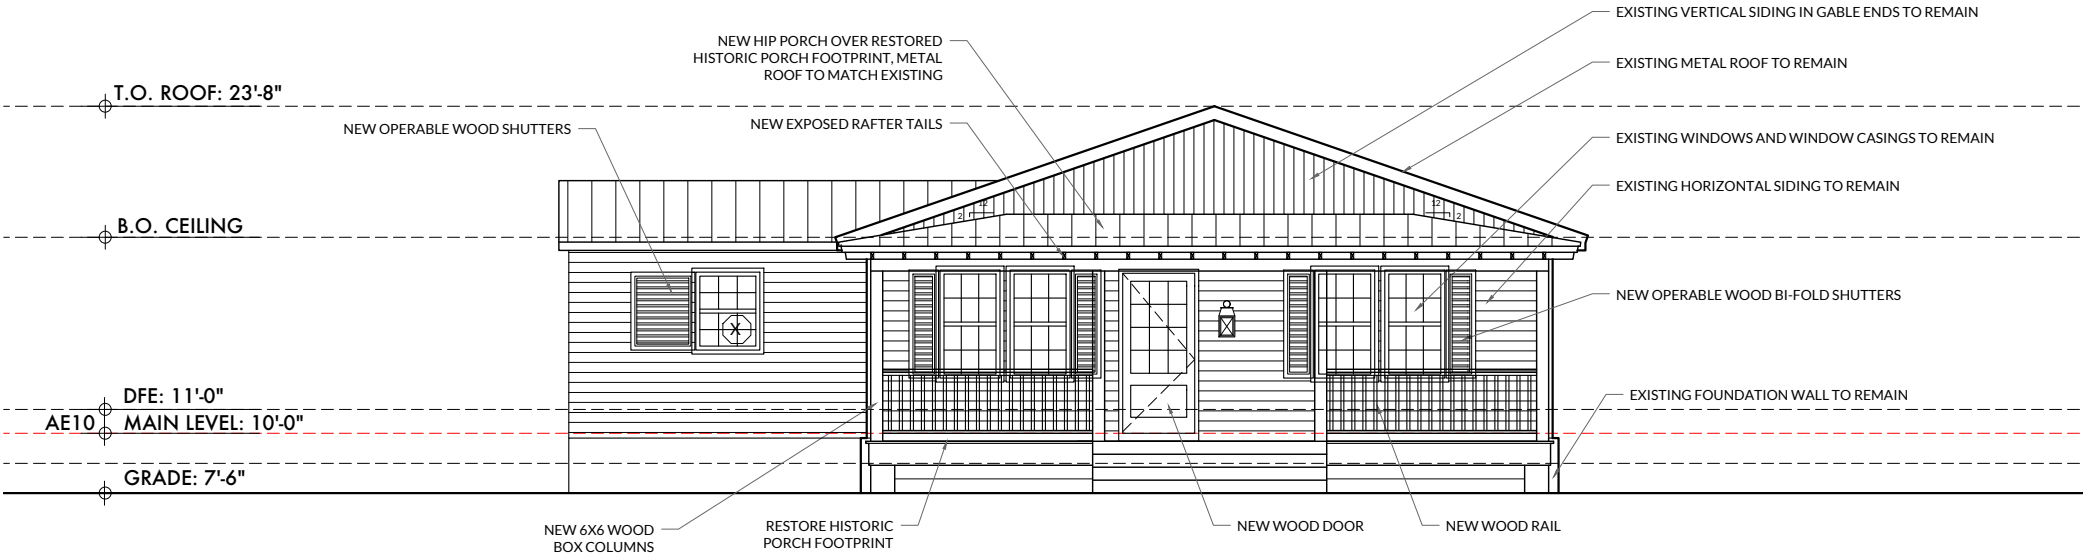 EXISTING VERTICAL SIDING IN GABLE ENDS TO REMAIN
NEW HIP PORCH OVER RESTORED
HISTORIC PORCH FOOTPRINT, METAL
ROOF TO MATCH EXISTING
EXISTING METAL ROOF TO REMAIN
T.O. ROOF: 23'-8"
NEW OPERABLE WOOD SHUTTERS
NEW EXPOSED RAFTER TAILS
EXISTING WINDOWS AND WINDOW CASINGS TO REMAIN
EXISTING HORIZONTAL SIDING TO REMAIN
12
2
12
2
B.O. CEILING
NEW OPERABLE WOOD BI-FOLD SHUTTERS
X
DFE: 11'-0"
EXISTING FOUNDATION WALL TO REMAIN
AE10 MAIN LEVEL: 10'-0"
GRADE: 7'-6"
NEW 6X6 WOOD
BOX COLUMNS
RESTORE HISTORIC
PORCH FOOTPRINT
NEW WOOD DOOR
NEW WOOD RAIL